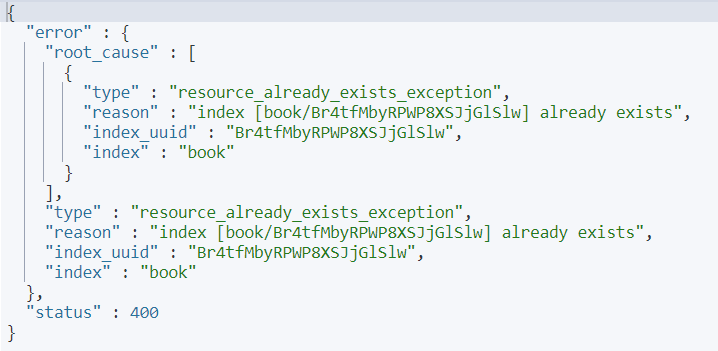 {
  "error" : {
    "root_cause" : [
      {
        "type" : "resource_already_exists_exception",
        "reason" : "index [book/Br4tfMbyRPWP8XSJjGlSlw] already exists",
        "index_uuid" : "Br4tfMbyRPWP8XSJjGlSlw",
        "index" : "book"
      }
    ],
    "type" : "resource_already_exists_exception",
    "reason" : "index [book/Br4tfMbyRPWP8XSJjGlSlw] already exists",
    "index_uuid" : "Br4tfMbyRPWP8XSJjGlSlw",
    "index" : "book"
  },
  "status" : 400
}